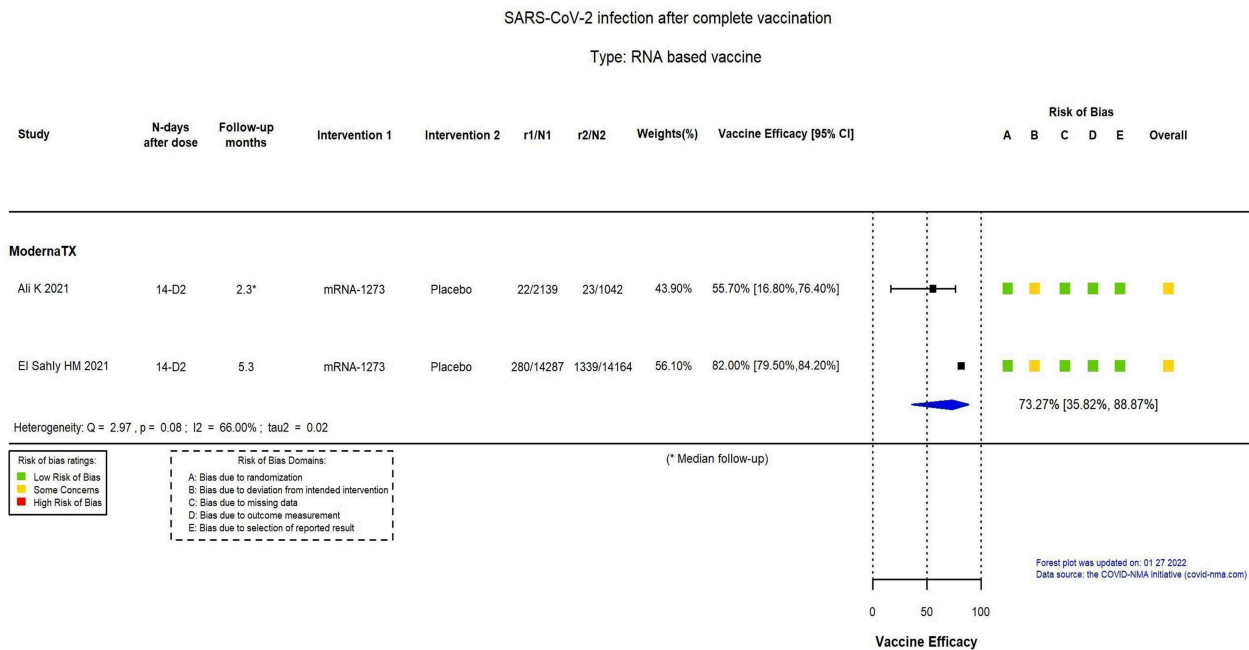 SARS-CoV-2 infection after complete vaccination
Type: RNA based vaccine
Risk of Bias
Study N-days after dose Follow-up months Intervention 1 Intervention 2 r1/N1 r2/N2 Weights(%) Vaccine Efficacy [95% CI] A B C D E Overall
ModernaTX
Ali K 2021 14-D2 2.3* mRNA-1273 Placebo 22/2139 23/1042 43.90% 55.70% [16.80%,76.40%]
El Sahly HM 2021 14-D2 5.3 mRNA-1273 Placebo 280/14287 1339/14164 56.10% 82.00% [79.50%,84.20%]
73.27% [35.82%, 88.87%]
Heterogeneity: Q = 2.97 , p = 0.08 ; I2 = 66.00% ; tau2 = 0.02
(* Median follow-up)
Risk of bias ratings:
Low Risk of Bias
Some Concerns
High Risk of Bias
Risk of Bias Domains:
A: Bias due to randomization
B: Bias due to deviation from intended intervention
C: Bias due to missing data
D: Bias due to outcome measurement
E: Bias due to selection of reported result
Forest plot was updated on: 01 27 2022
Data source: the COVID-NMA initiative (covid-nma.com)
0 50 100
Vaccine Efficacy